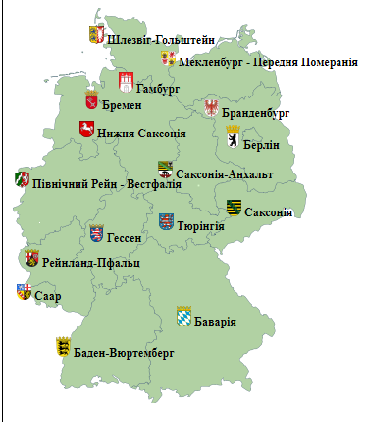 Шлезвіг-Гольштейн
Мекленбург - Передня Померанія
Гамбург
Бремен
Бранденбург
Нижня Саксонія
Берлін
Саксонія-Анхальт
Північний Рейн - Вестфалія
Саксонія
Тюрінгія
Гессен
Рейнланд-Пфальц
Саар
Баварія
Баден-Вюртемберг